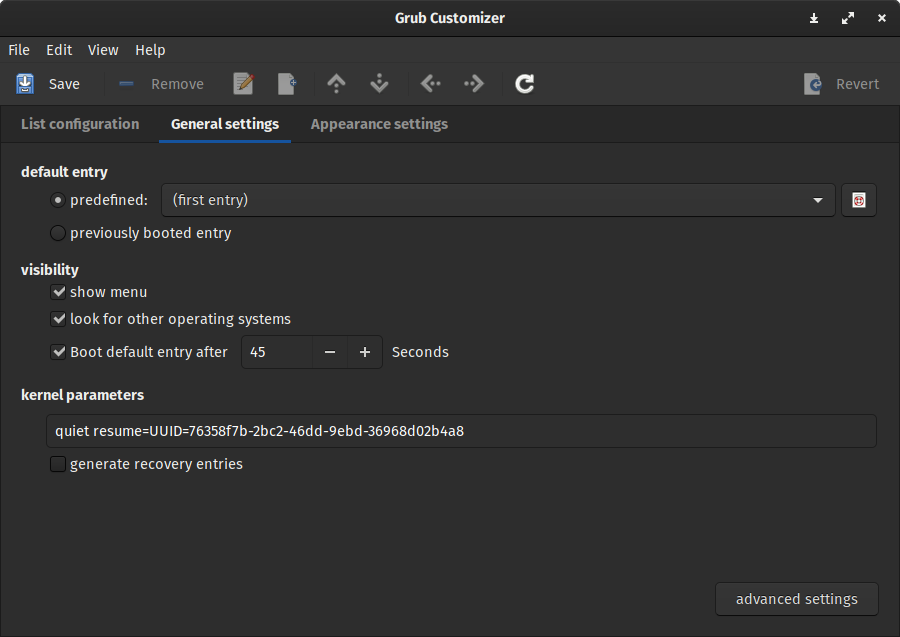 Grub Customizer
File Edit View Help
Save Remove Revert
List configuration General settings Appearance settings
default entry
predefined: (first entry)
previously booted entry
visibility
show menu
look for other operating systems
Boot default entry after 45 Seconds
kernel parameters
quiet resume=UUID=76358f7b-2bc2-46dd-9ebd-36968d02b4a8
generate recovery entries
advanced settings